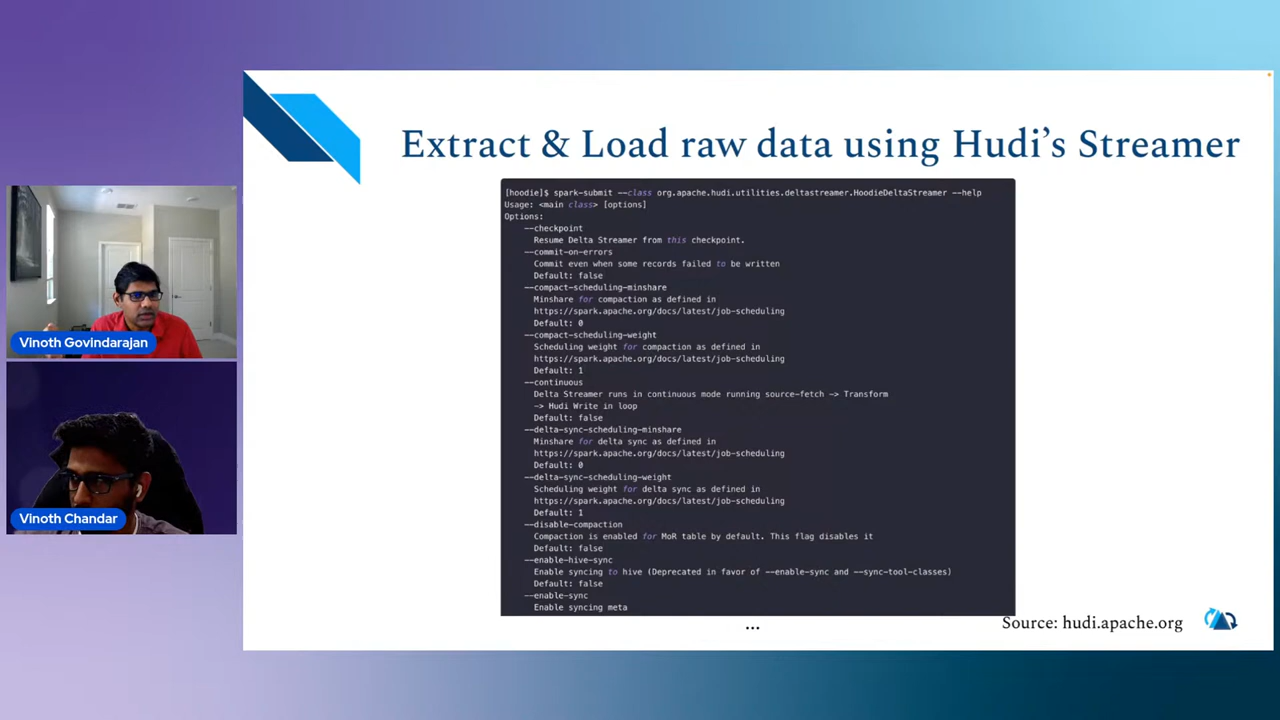 Extract & Load raw data using Hudi’s Streamer
[hoodie]$ spark-submit --class org.apache.hudi.utilities.deltastreamer.HoodieDeltaStreamer --help
Usage: <main class> [options]
Options:
--checkpoint
Resume Delta Streamer from this checkpoint.
--commit-on-errors
Commit even when some records failed to be written
Default: false
--compact-scheduling-minshare
Minshare for compaction as defined in
https://spark.apache.org/docs/latest/job-scheduling
Default: 0
--compact-scheduling-weight
Scheduling weight for compaction as defined in
https://spark.apache.org/docs/latest/job-scheduling
Default: 1
--continuous
Delta Streamer runs in continuous mode running source-fetch -> Transform
-> Hudi Write in loop
Default: false
--delta-sync-scheduling-minshare
Minshare for delta sync as defined in
https://spark.apache.org/docs/latest/job-scheduling
Default: 0
--delta-sync-scheduling-weight
Scheduling weight for delta sync as defined in
https://spark.apache.org/docs/latest/job-scheduling
Default: 1
--disable-compaction
Compaction is enabled for MoR table by default. This flag disables it
Default: false
--enable-hive-sync
Enable syncing to hive (Deprecated in favor of --enable-sync and --sync-tool-classes)
Default: false
--enable-sync
Enable syncing meta
...
Source: hudi.apache.org
Vinoth Govindarajan
Vinoth Chandar